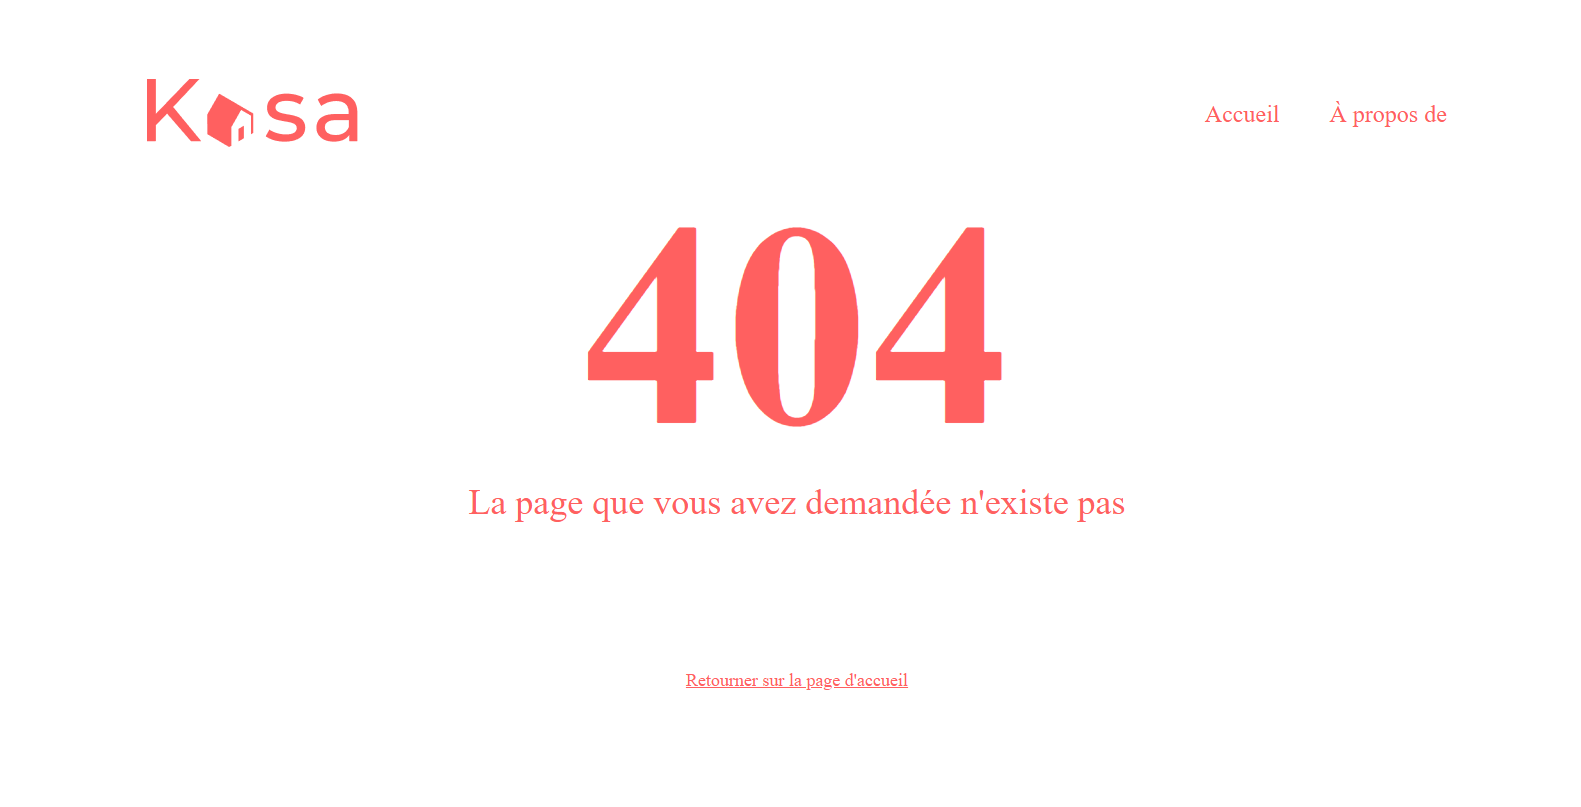 Kasa
Accueil À propos de
404
La page que vous avez demandée n'existe pas
Retourner sur la page d'accueil